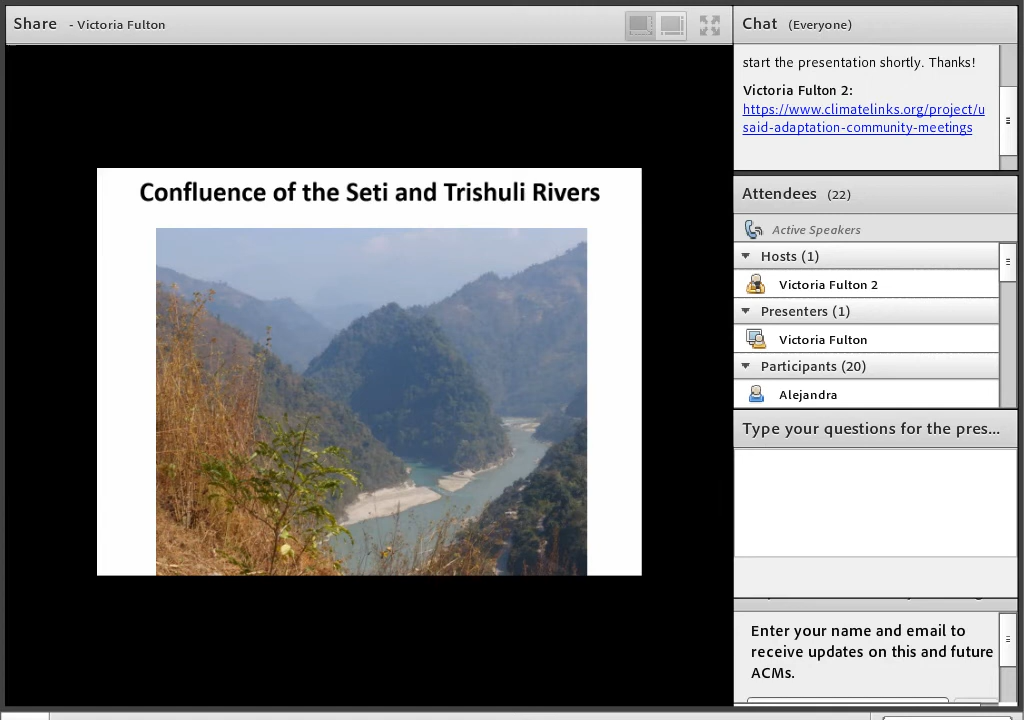 Share - Victoria Fulton
Confluence of the Seti and Trishuli Rivers
Chat (Everyone)
start the presentation shortly. Thanks!
Victoria Fulton 2:
https://www.climatelinks.org/project/u
said-adaptation-community-meetings
Attendees (22)
Active Speakers
Hosts (1)
Victoria Fulton 2
Presenters (1)
Victoria Fulton
Participants (20)
Alejandra
Type your questions for the pres...
Enter your name and email to
receive updates on this and future
ACMs.